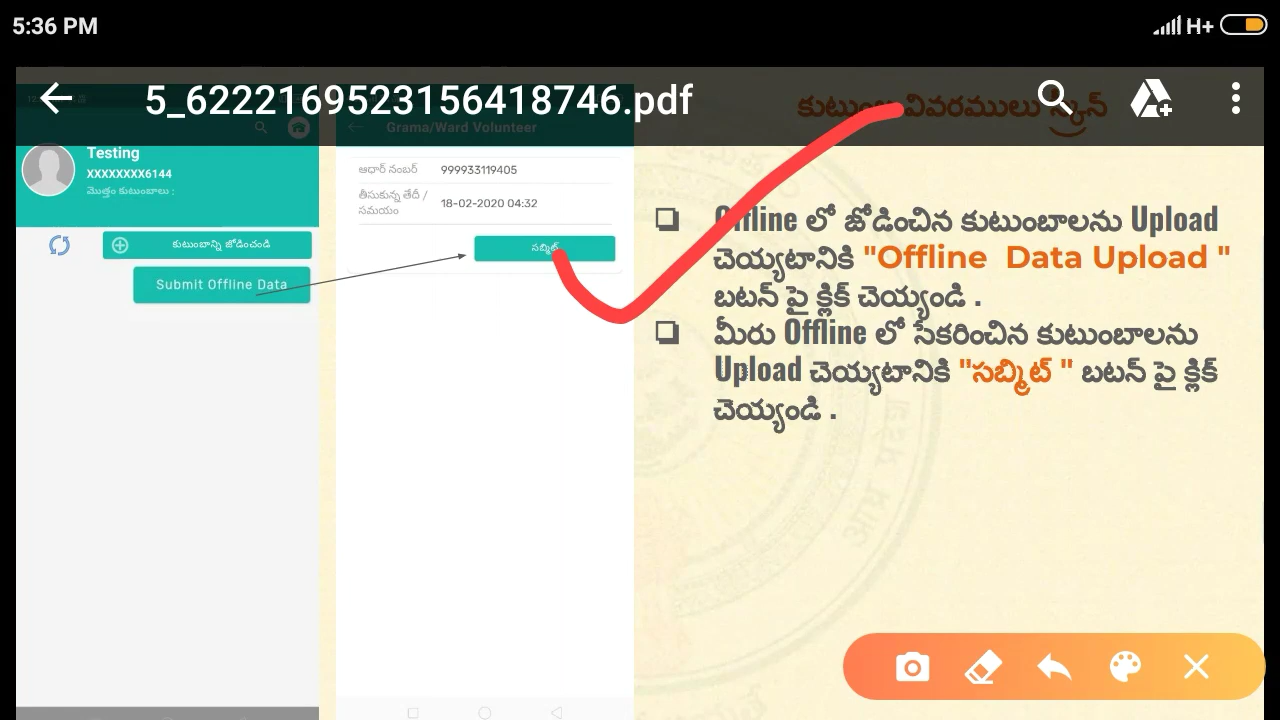 5:36 PM
H+
5_6222169523156418746.pdf
కుటుంబ వివరములు స్క్రీన్
Grama/Ward Volunteer
Testing
XXXXXXXX6144
మొత్తం కుటుంబాలు :
కుటుంబాన్ని జోడించండి
Submit Offline Data
ఆధార్ నంబర్ 999933119405
తీసుకున్న తేదీ /
సమయం
18-02-2020 04:32
సబ్మిట్
Offline లో జోడించిన కుటుంబాలను Upload
చెయ్యటానికి "Offline Data Upload "
బటన్ పై క్లిక్ చెయ్యండి .
మీరు Offline లో సేకరించిన కుటుంబాలను
Upload చెయ్యటానికి "సబ్మిట్ " బటన్ పై క్లిక్
చెయ్యండి .